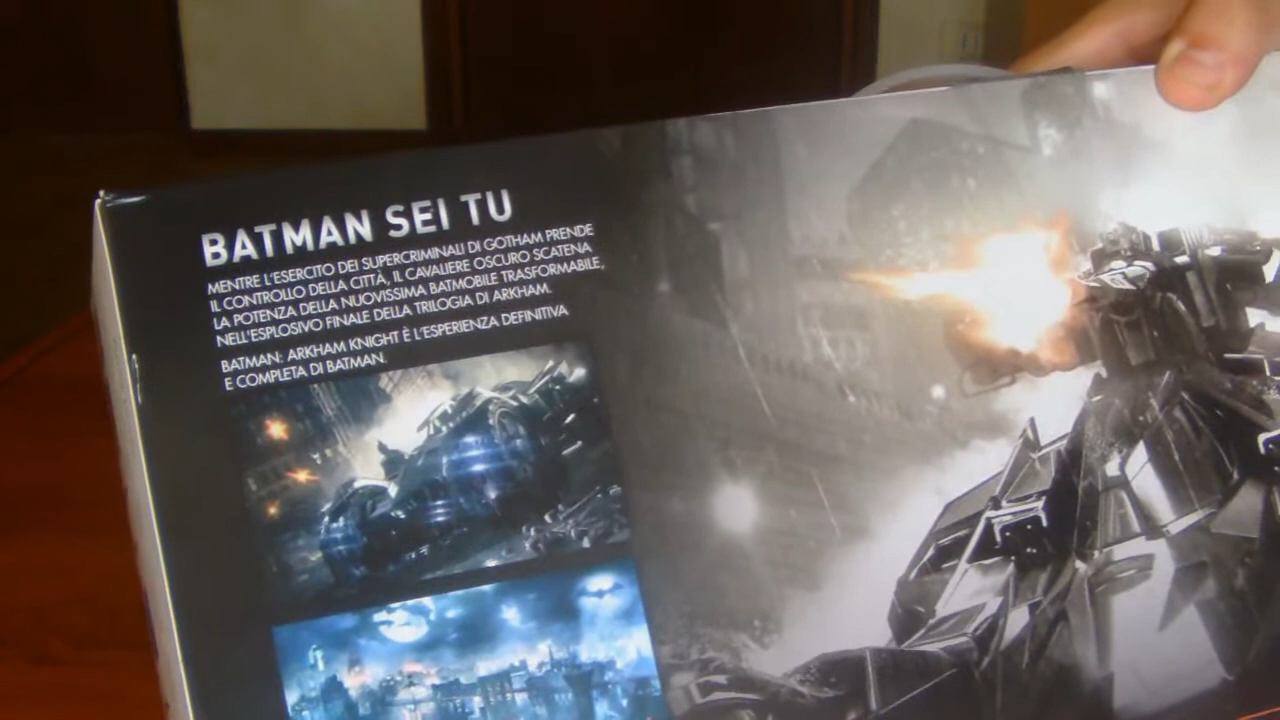 BATMAN SEI TU
MENTRE L'ESERCITO DEI SUPERCRIMINALI DI GOTHAM PRENDE
IL CONTROLLO DELLA CITTÀ, IL CAVALIERE OSCURO SCATENA
LA POTENZA DELLA NUOVISSIMA BATMOBILE TRASFORMABILE,
NELL'ESPLOSIVO FINALE DELLA TRILOGIA DI ARKHAM.
BATMAN: ARKHAM KNIGHT È L'ESPERIENZA DEFINITIVA
E COMPLETA DI BATMAN.